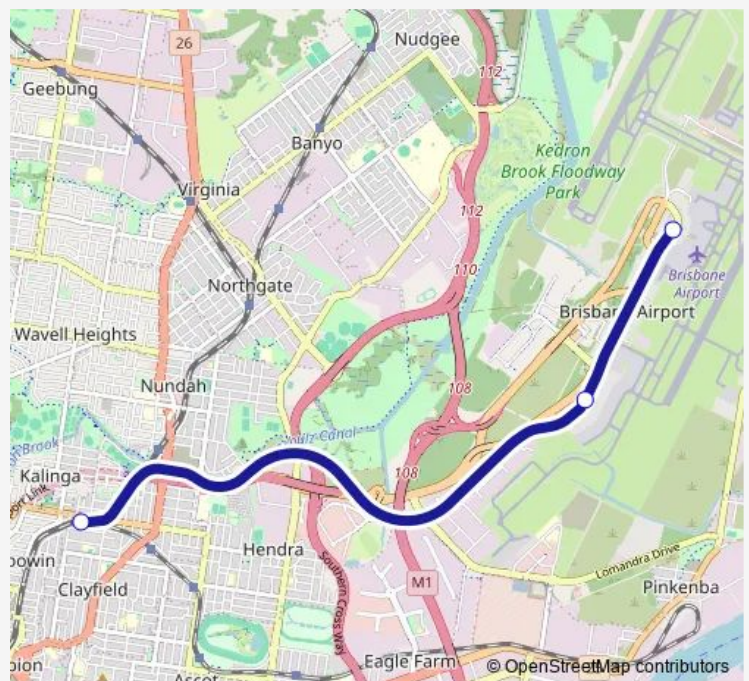 Nudgee
112
26
Geebung
Banyo
Kedron
Brook Floodway
Park
Virginia
112
110
Northgate
Brisbane
Airport
Airport
Wavell Heights
Nundah
108
Kalinga
108
Hendra
Lomandra Drive
Clayfield
M1
Pinkenba
Southern Cross Way
Eagle Farm
© OpenStreetMap contributors